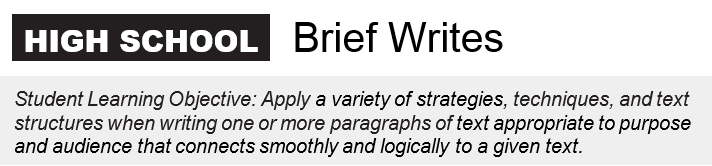 HIGH SCHOOL Brief Writes
Student Learning Objective: Apply a variety of strategies, techniques, and text
structures when writing one or more paragraphs of text appropriate to purpose
and audience that connects smoothly and logically to a given text.